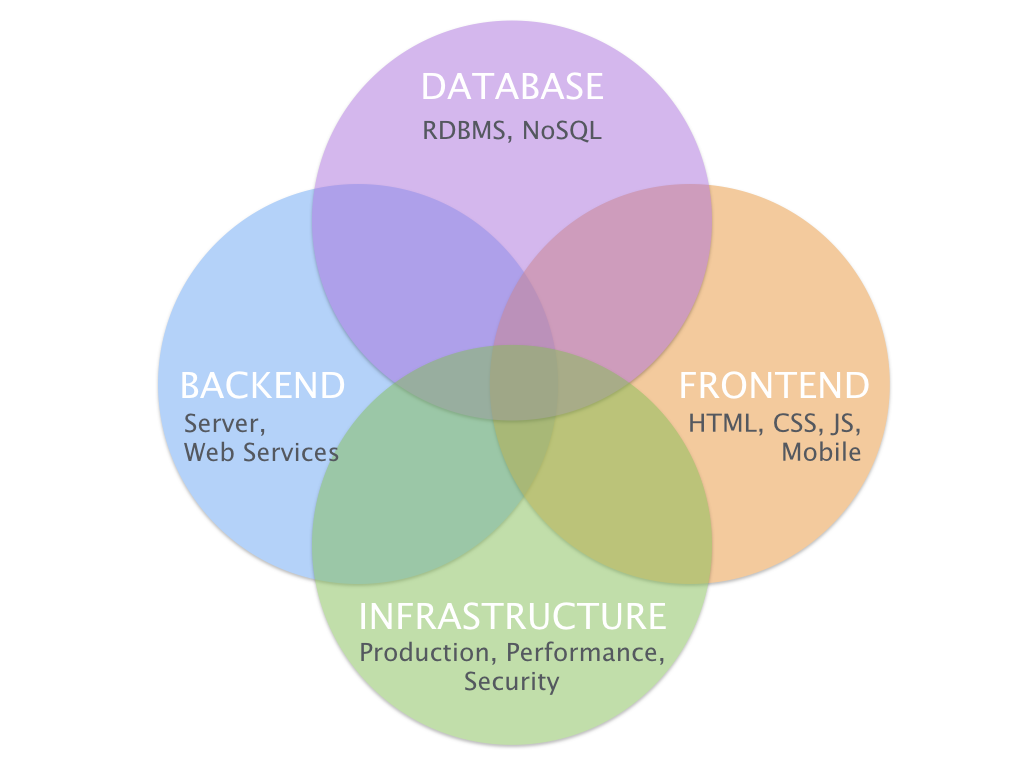 DATABASE
RDBMS, NoSQL
BACKEND
Server,
Web Services
FRONTEND
HTML, CSS, JS,
Mobile
INFRASTRUCTURE
Production, Performance,
Security